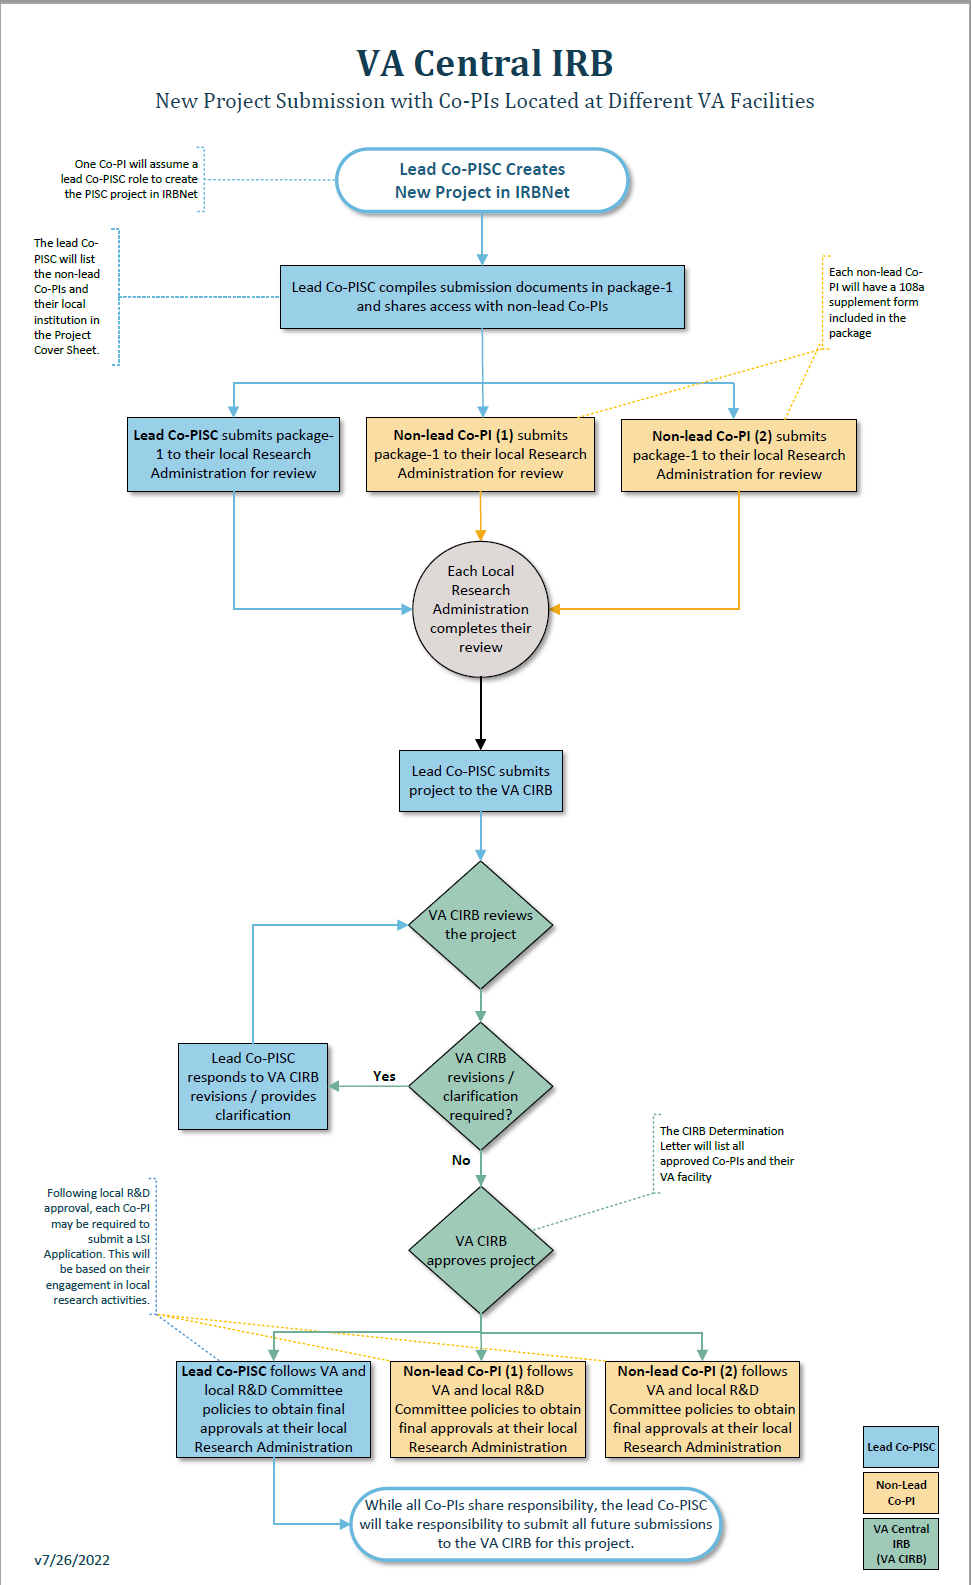 VA Central IRB
New Project Submission with Co-PIs Located at Different VA Facilities
One Co-PI will assume a
lead Co-PISC role to create
the PISC project in IRBNet
Lead Co-PISC Creates
New Project in IRBNet
The lead Co-
PISC will list
the non-lead
Co-PIs and
their local
institution in
the Project
Cover Sheet.
Lead Co-PISC compiles submission documents in package-1
and shares access with non-lead Co-PIs
Each non-lead Co-
PI will have a 108a
supplement form
included in the
package
Lead Co-PISC submits package-
1 to their local Research
Administration for review
Non-lead Co-PI (1) submits
package-1 to their local Research
Administration for review
Non-lead Co-PI (2) submits
package-1 to their local Research
Administration for review
Each Local
Research
Administration
completes their
review
Lead Co-PISC submits
project to the VA CIRB
VA CIRB reviews
the project
Lead Co-PISC
responds to VA CIRB
revisions / provides
clarification
Yes
VA CIRB
revisions /
clarification
required?
No
The CIRB Determination
Letter will list all
approved Co-PIs and their
VA facility
Following local R&D
approval, each Co-PI
may be required to
submit a LSI
Application. This will
be based on their
engagement in local
research activities.
VA CIRB
approves project
Lead Co-PISC follows VA and
local R&D Committee
policies to obtain final
approvals at their local
Research Administration
Non-lead Co-PI (1) follows
VA and local R&D
Committee policies to obtain
final approvals at their local
Research Administration
Non-lead Co-PI (2) follows
VA and local R&D
Committee policies to obtain
final approvals at their local
Research Administration
While all Co-PIs share responsibility, the lead Co-PISC
will take responsibility to submit all future submissions
to the VA CIRB for this project.
Lead Co-PISC
Non-Lead
Co-PI
VA Central
IRB
(VA CIRB)
v7/26/2022